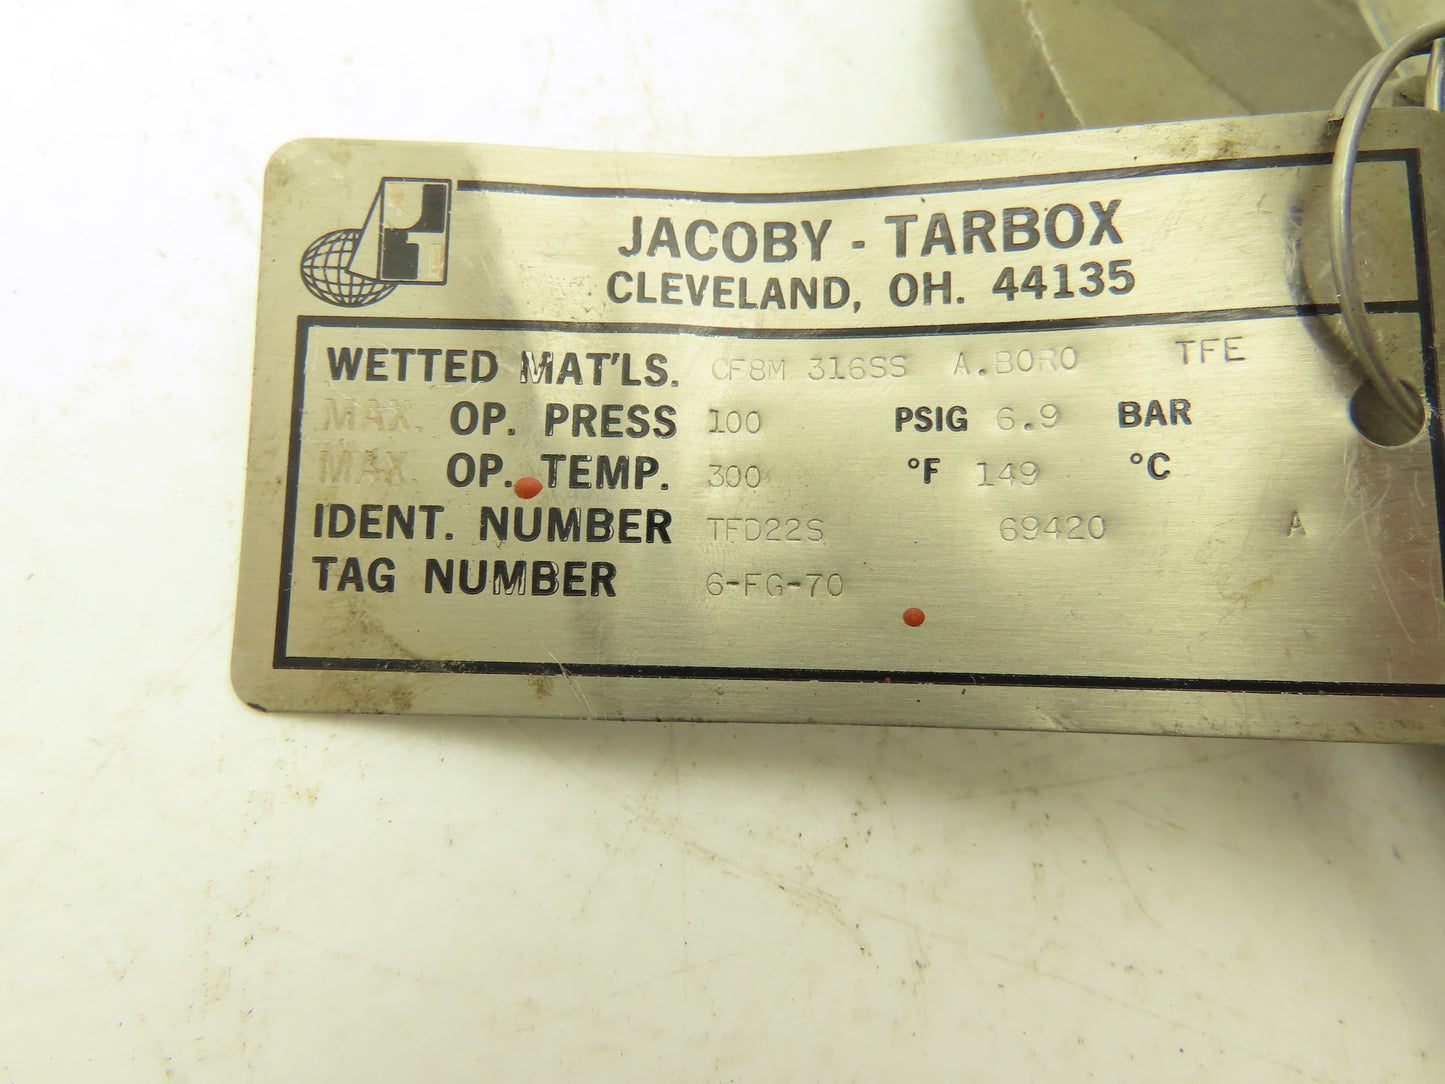 JACOBY - TARBOX
CLEVELAND, OH. 44135
WETTED MAT'LS. CF8M 316SS A.BORO TFE
MAX. OP. PRESS 100 PSIG 6.9 BAR
MAX. OP. TEMP. 300 °F 149 °C
IDENT. NUMBER TFD22S 69420 A
TAG NUMBER 6-FG-70